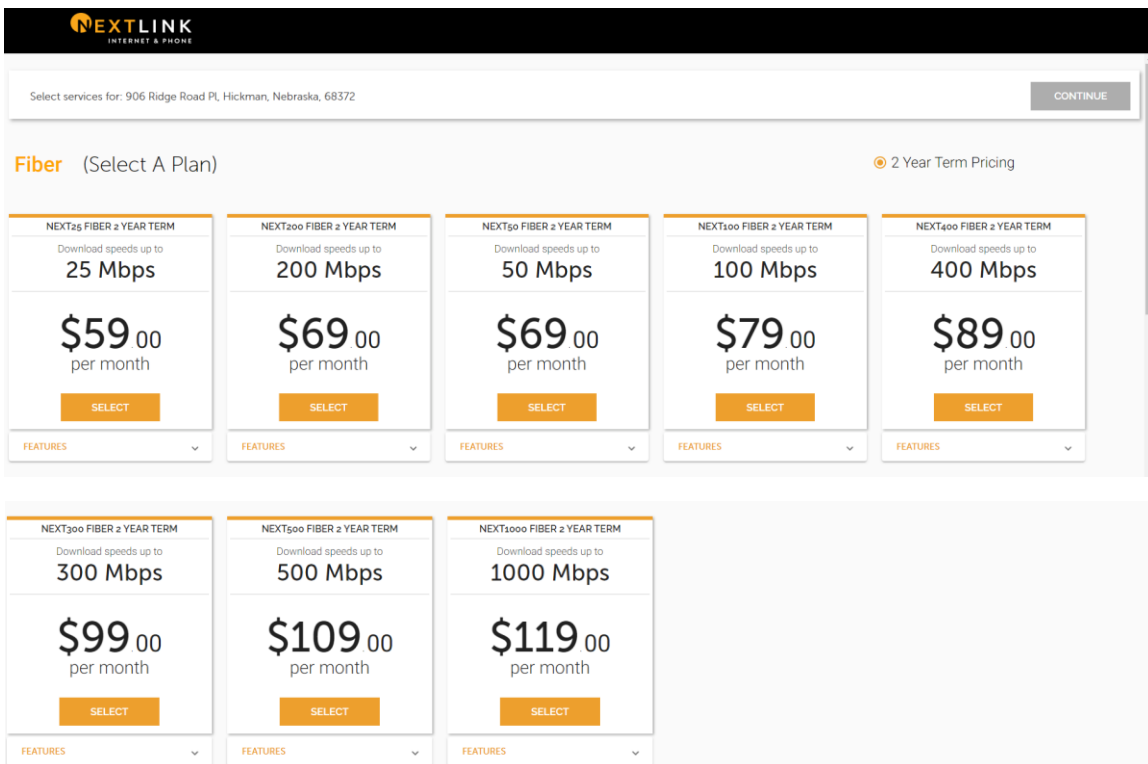 NEXTLINK
INTERNET & PHONE
Select services for: 906 Ridge Road Pl, Hickman, Nebraska, 68372
CONTINUE
Fiber (Select A Plan)
2 Year Term Pricing
NEXT25 FIBER 2 YEAR TERM
Download speeds up to
25 Mbps
$59.00
per month
SELECT
FEATURES
NEXT200 FIBER 2 YEAR TERM
Download speeds up to
200 Mbps
$69.00
per month
SELECT
FEATURES
NEXT50 FIBER 2 YEAR TERM
Download speeds up to
50 Mbps
$69.00
per month
SELECT
FEATURES
NEXT100 FIBER 2 YEAR TERM
Download speeds up to
100 Mbps
$79.00
per month
SELECT
FEATURES
NEXT400 FIBER 2 YEAR TERM
Download speeds up to
400 Mbps
$89.00
per month
SELECT
FEATURES
NEXT300 FIBER 2 YEAR TERM
Download speeds up to
300 Mbps
$99.00
per month
SELECT
FEATURES
NEXT500 FIBER 2 YEAR TERM
Download speeds up to
500 Mbps
$109.00
per month
SELECT
FEATURES
NEXT1000 FIBER 2 YEAR TERM
Download speeds up to
1000 Mbps
$119.00
per month
SELECT
FEATURES